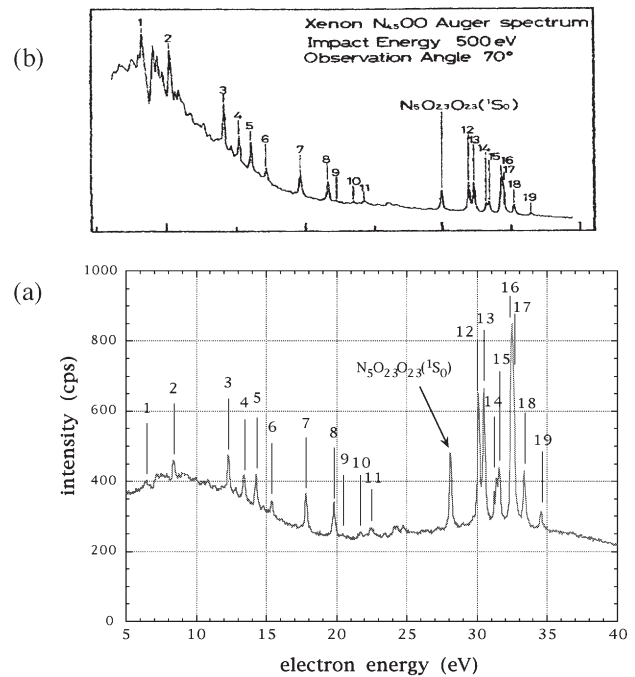 (b)
Xenon N₄₅OO Auger spectrum
Impact Energy 500 eV
Observation Angle 70°
N₅O₂₃O₂₃(¹S₀)
1 2 3 4 5 6 7 8 9 10 11 12 13 14 15 16 17 18 19
(a)
1000
800
600
400
200
0
intensity (cps)
N₅O₂₃O₂₃(¹S₀)
1 2 3 4 5 6 7 8 9 10 11 12 13 14 15 16 17 18 19
5 10 15 20 25 30 35 40
electron energy (eV)